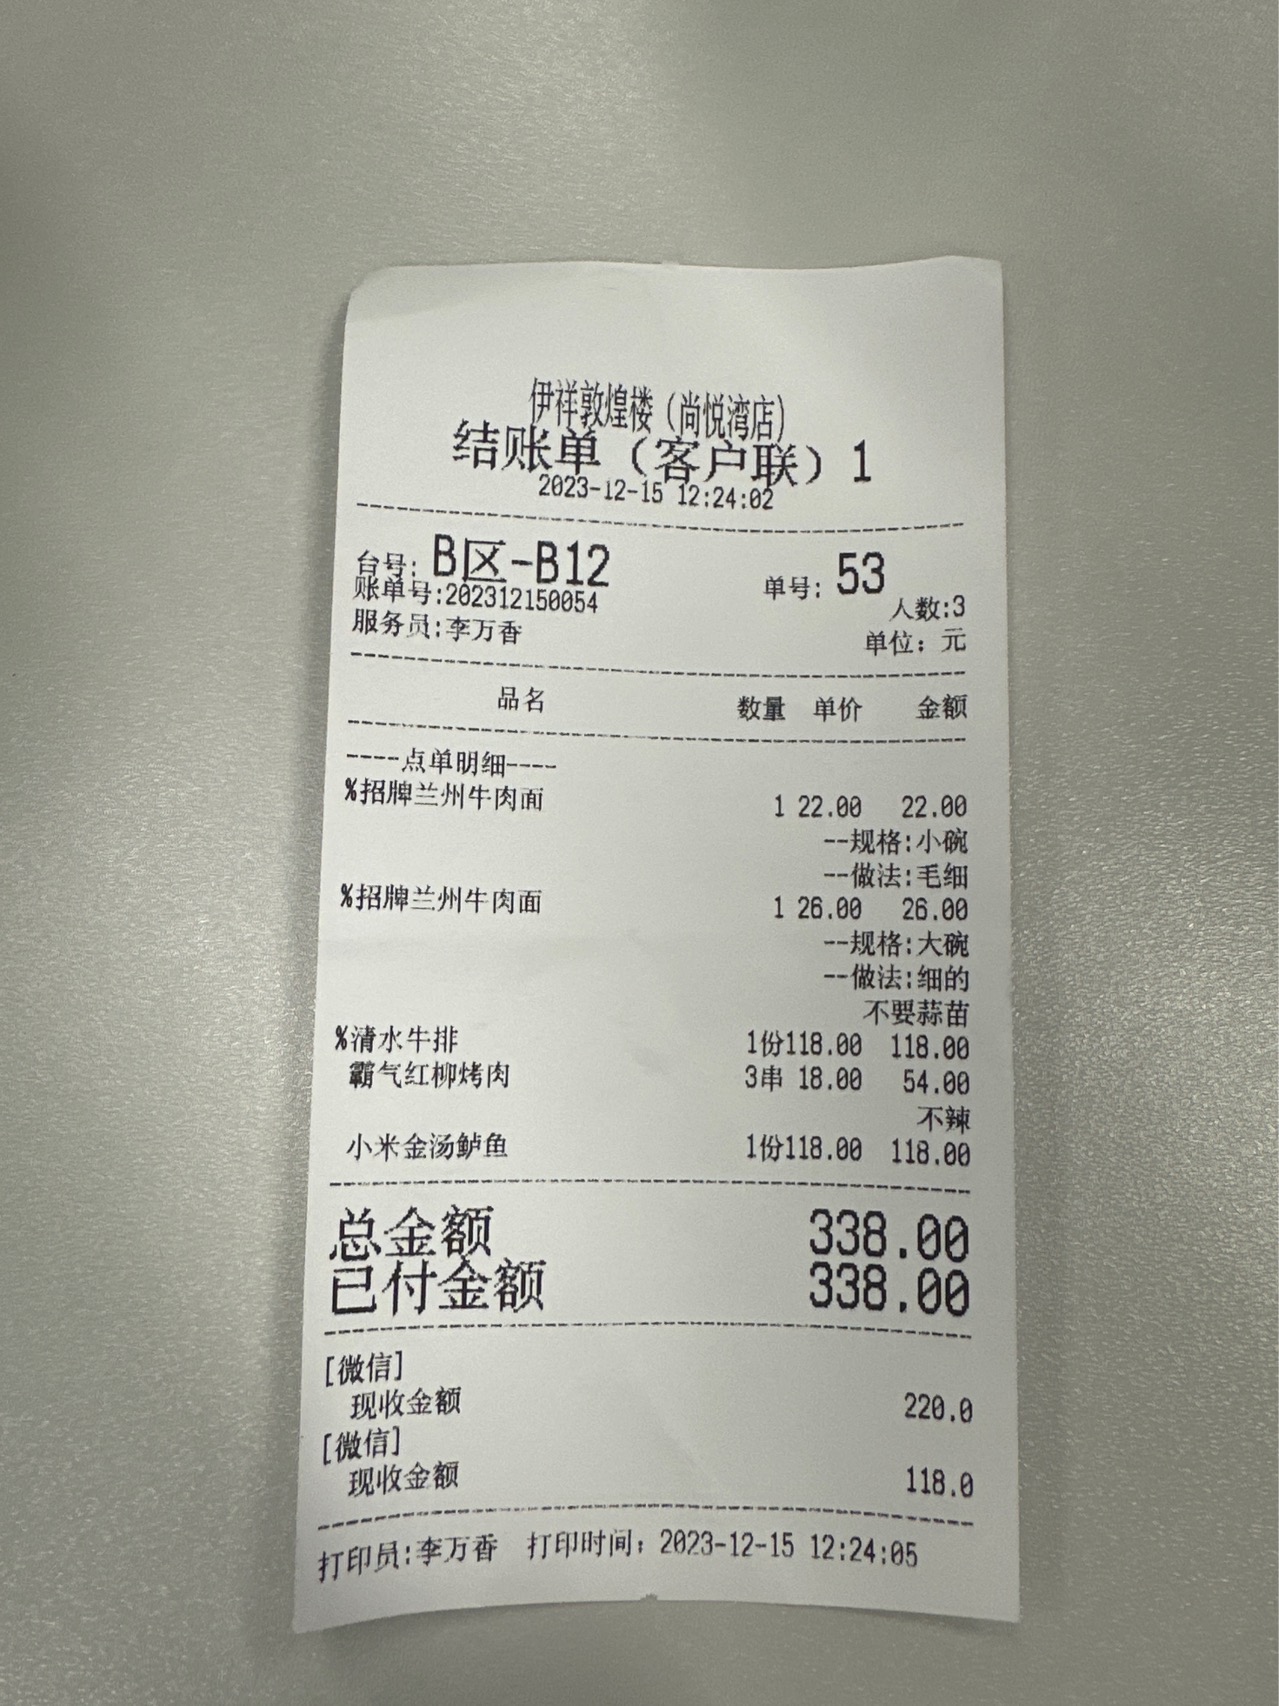 伊祥敦煌楼（尚悦湾店）
结账单（客户联）1
2023-12-15 12:24:02
台号: B区-B12 单号: 53
账单号:202312150054 人数:3
服务员:李万香 单位: 元
品名 数量 单价 金额
----点单明细----
%招牌兰州牛肉面 1 22.00 22.00
--规格:小碗
--做法:毛细
%招牌兰州牛肉面 1 26.00 26.00
--规格:大碗
--做法:细的
不要蒜苗
%清水牛排 1份118.00 118.00
霸气红柳烤肉 3串 18.00 54.00
不辣
小米金汤鲈鱼 1份118.00 118.00
总金额 338.00
已付金额 338.00
[微信]
现收金额 220.0
[微信]
现收金额 118.0
打印员:李万香 打印时间: 2023-12-15 12:24:05